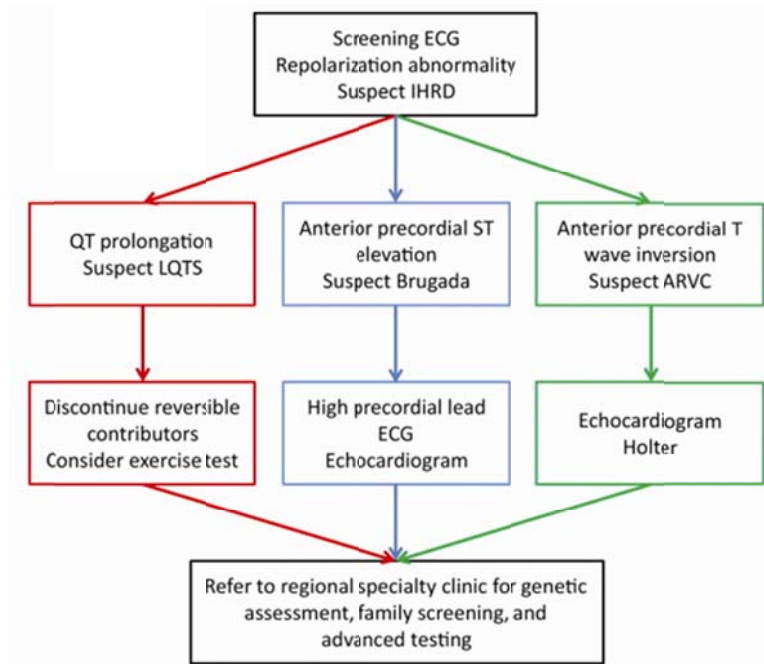 Screening ECG
Repolarization abnormality
Suspect IHRD
QT prolongation
Suspect LQTS
Anterior precordial ST
elevation
Suspect Brugada
Anterior precordial T
wave inversion
Suspect ARVC
Discontinue reversible
contributors
Consider exercise test
High precordial lead
ECG
Echocardiogram
Echocardiogram
Holter
Refer to regional specialty clinic for genetic
assessment, family screening, and
advanced testing